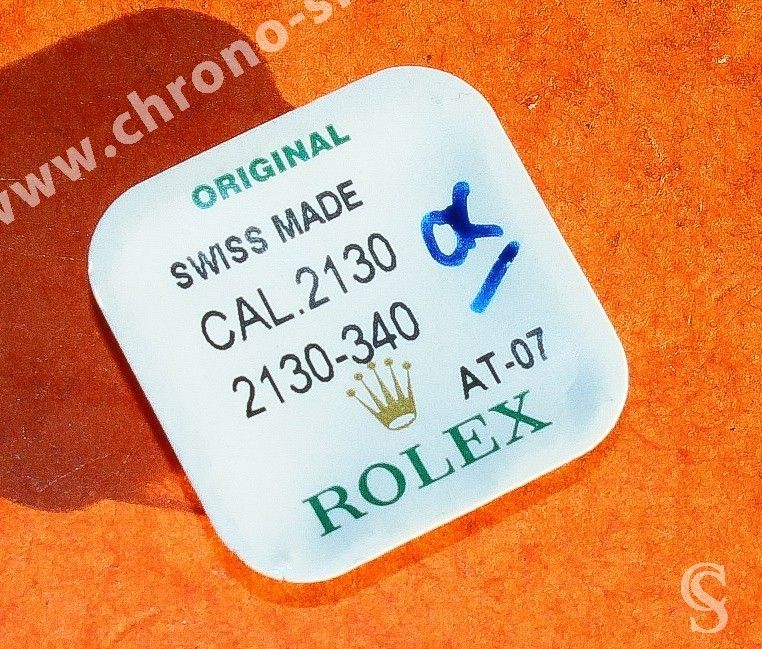 www.chrono-s
ORIGINAL
SWISS MADE
CAL.2130
2130-340
AT-07
ROLEX